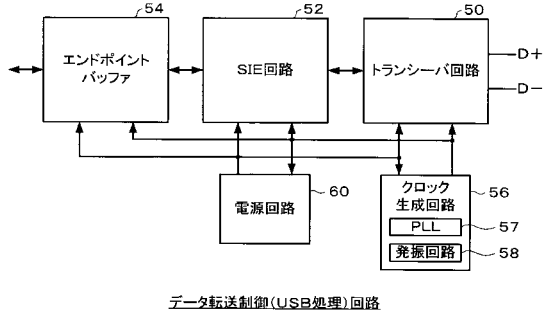 54
52
50
エンドポイント
バッファ
SIE回路
トランシーバ回路
D+
D-
電源回路
60
クロック
生成回路
56
PLL
57
発振回路
58
データ転送制御(USB処理)回路